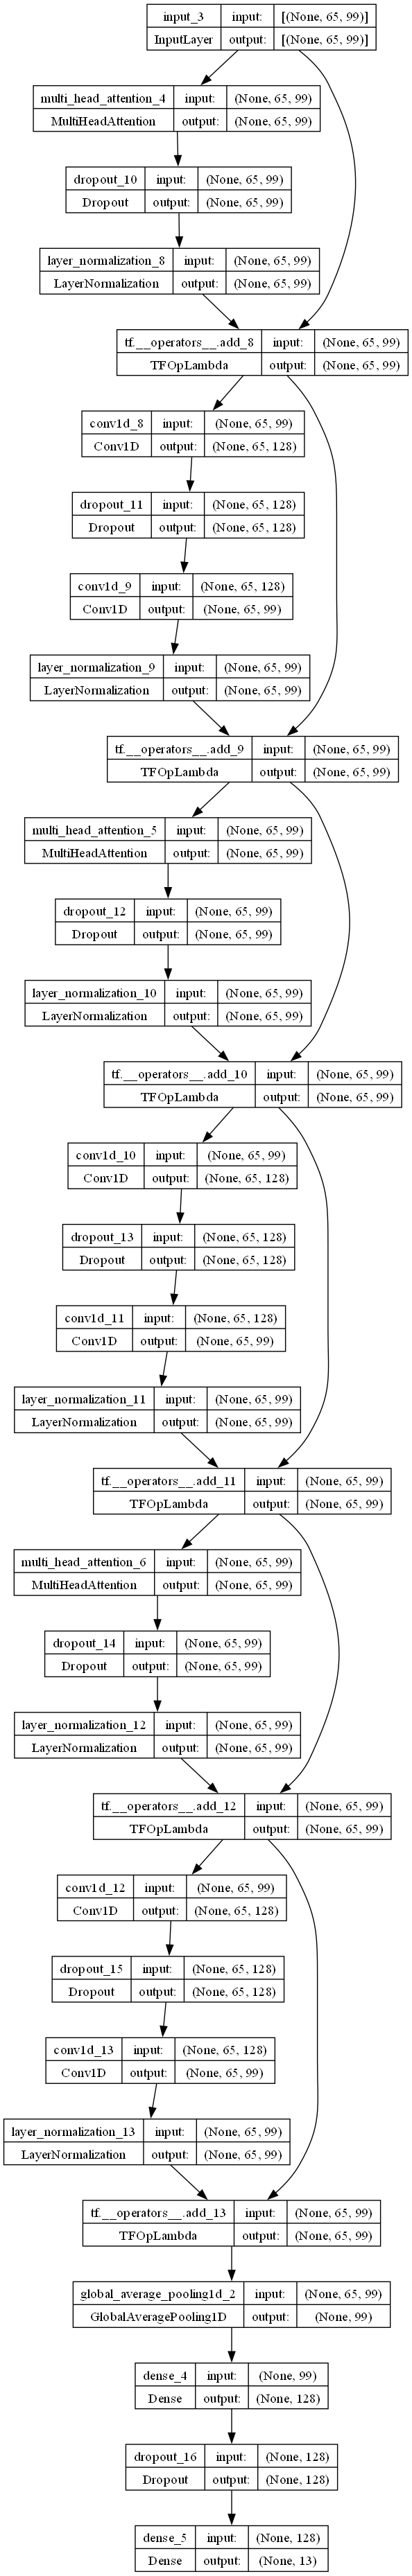 input_3 input: [(None, 65, 99)]
InputLayer output: [(None, 65, 99)]
multi_head_attention_4 input: (None, 65, 99)
MultiHeadAttention output: (None, 65, 99)
dropout_10 input: (None, 65, 99)
Dropout output: (None, 65, 99)
layer_normalization_8 input: (None, 65, 99)
LayerNormalization output: (None, 65, 99)
tf.__operators__.add_8 input: (None, 65, 99)
TFOpLambda output: (None, 65, 99)
conv1d_8 input: (None, 65, 99)
Conv1D output: (None, 65, 128)
dropout_11 input: (None, 65, 128)
Dropout output: (None, 65, 128)
conv1d_9 input: (None, 65, 128)
Conv1D output: (None, 65, 99)
layer_normalization_9 input: (None, 65, 99)
LayerNormalization output: (None, 65, 99)
tf.__operators__.add_9 input: (None, 65, 99)
TFOpLambda output: (None, 65, 99)
multi_head_attention_5 input: (None, 65, 99)
MultiHeadAttention output: (None, 65, 99)
dropout_12 input: (None, 65, 99)
Dropout output: (None, 65, 99)
layer_normalization_10 input: (None, 65, 99)
LayerNormalization output: (None, 65, 99)
tf.__operators__.add_10 input: (None, 65, 99)
TFOpLambda output: (None, 65, 99)
conv1d_10 input: (None, 65, 99)
Conv1D output: (None, 65, 128)
dropout_13 input: (None, 65, 128)
Dropout output: (None, 65, 128)
conv1d_11 input: (None, 65, 128)
Conv1D output: (None, 65, 99)
layer_normalization_11 input: (None, 65, 99)
LayerNormalization output: (None, 65, 99)
tf.__operators__.add_11 input: (None, 65, 99)
TFOpLambda output: (None, 65, 99)
multi_head_attention_6 input: (None, 65, 99)
MultiHeadAttention output: (None, 65, 99)
dropout_14 input: (None, 65, 99)
Dropout output: (None, 65, 99)
layer_normalization_12 input: (None, 65, 99)
LayerNormalization output: (None, 65, 99)
tf.__operators__.add_12 input: (None, 65, 99)
TFOpLambda output: (None, 65, 99)
conv1d_12 input: (None, 65, 99)
Conv1D output: (None, 65, 128)
dropout_15 input: (None, 65, 128)
Dropout output: (None, 65, 128)
conv1d_13 input: (None, 65, 128)
Conv1D output: (None, 65, 99)
layer_normalization_13 input: (None, 65, 99)
LayerNormalization output: (None, 65, 99)
tf.__operators__.add_13 input: (None, 65, 99)
TFOpLambda output: (None, 65, 99)
global_average_pooling1d_2 input: (None, 65, 99)
GlobalAveragePooling1D output: (None, 99)
dense_4 input: (None, 99)
Dense output: (None, 128)
dropout_16 input: (None, 128)
Dropout output: (None, 128)
dense_5 input: (None, 128)
Dense output: (None, 13)